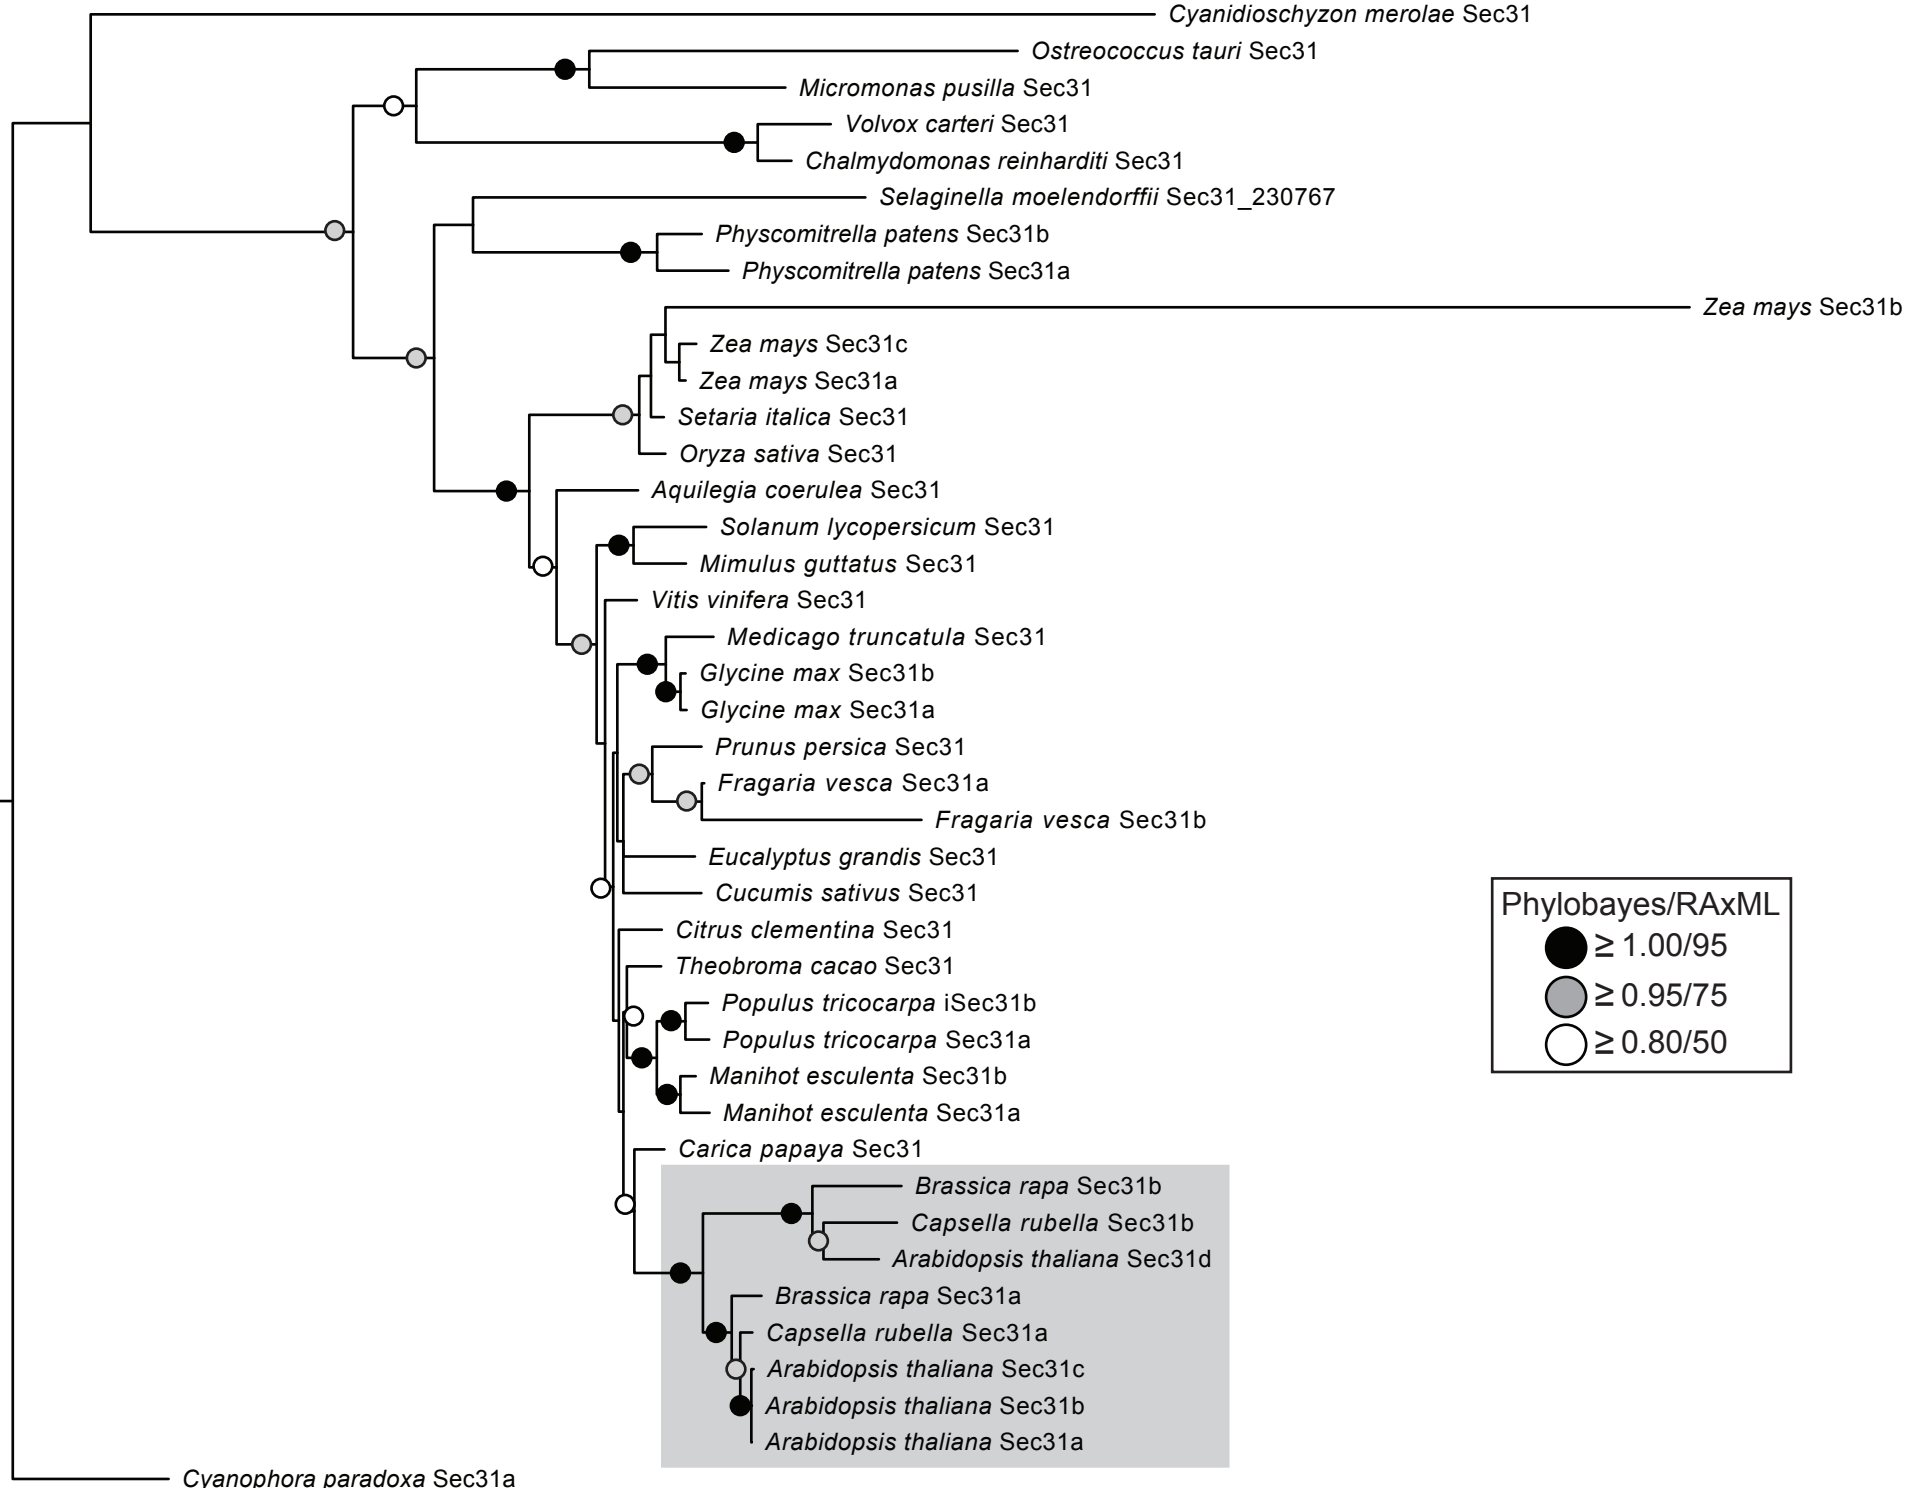 Cyanidioschyzon merolae Sec31
Ostreococcus tauri Sec31
Micromonas pusilla Sec31
Volvox carteri Sec31
Chalmydomonas reinharditi Sec31
Selaginella moelendorffii Sec31_230767
Physcomitrella patens Sec31b
Physcomitrella patens Sec31a
Zea mays Sec31b
Zea mays Sec31c
Zea mays Sec31a
Setaria italica Sec31
Oryza sativa Sec31
Aquilegia coerulea Sec31
Solanum lycopersicum Sec31
Mimulus guttatus Sec31
Vitis vinifera Sec31
Medicago truncatula Sec31
Glycine max Sec31b
Glycine max Sec31a
Prunus persica Sec31
Fragaria vesca Sec31a
Fragaria vesca Sec31b
Eucalyptus grandis Sec31
Cucumis sativus Sec31
Citrus clementina Sec31
Theobroma cacao Sec31
Populus tricocarpa iSec31b
Populus tricocarpa Sec31a
Manihot esculenta Sec31b
Manihot esculenta Sec31a
Carica papaya Sec31
Brassica rapa Sec31b
Capsella rubella Sec31b
Arabidopsis thaliana Sec31d
Brassica rapa Sec31a
Capsella rubella Sec31a
Arabidopsis thaliana Sec31c
Arabidopsis thaliana Sec31b
Arabidopsis thaliana Sec31a
Cyanophora paradoxa Sec31a
Phylobayes/RAxML
≥ 1.00/95
≥ 0.95/75
≥ 0.80/50